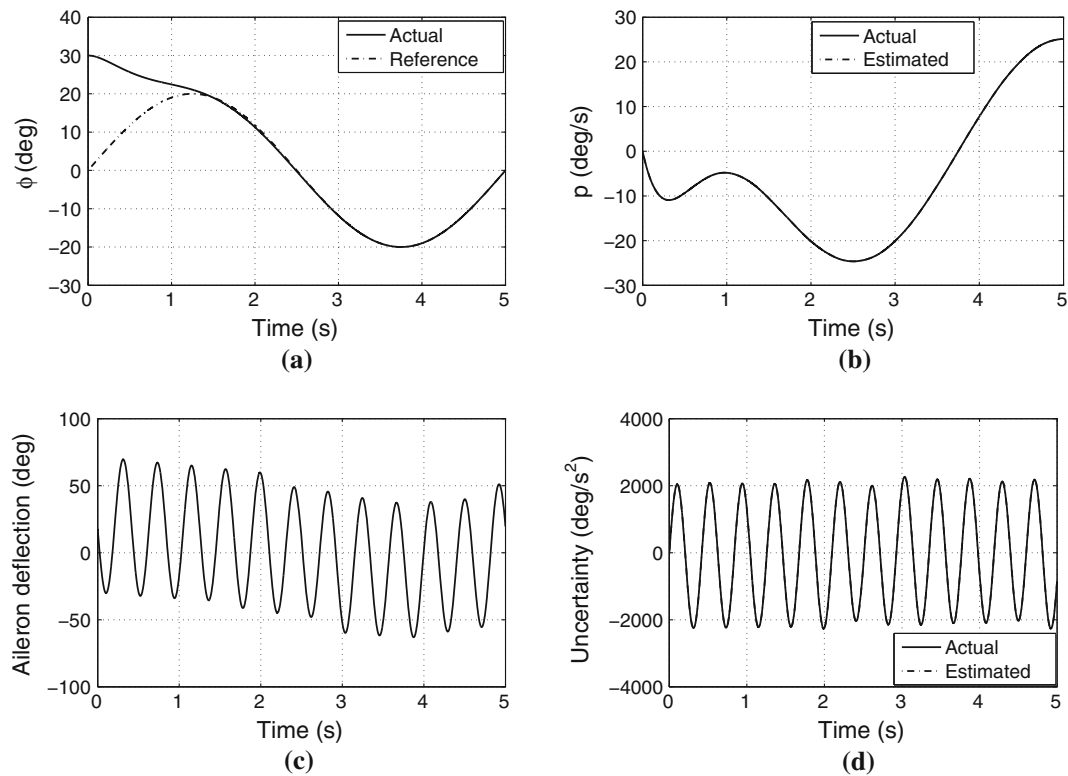 40
30
20
10
0
−10
−20
−30
0
1
2
3
4
5
ϕ (deg)
Time (s)
Actual
Reference
(a)
30
20
10
0
−10
−20
−30
0
1
2
3
4
5
p (deg/s)
Time (s)
Actual
Estimated
(b)
100
50
0
−50
−100
0
1
2
3
4
5
Aileron deflection (deg)
Time (s)
(c)
4000
2000
0
−2000
−4000
0
1
2
3
4
5
Uncertainty (deg/s²)
Time (s)
Actual
Estimated
(d)